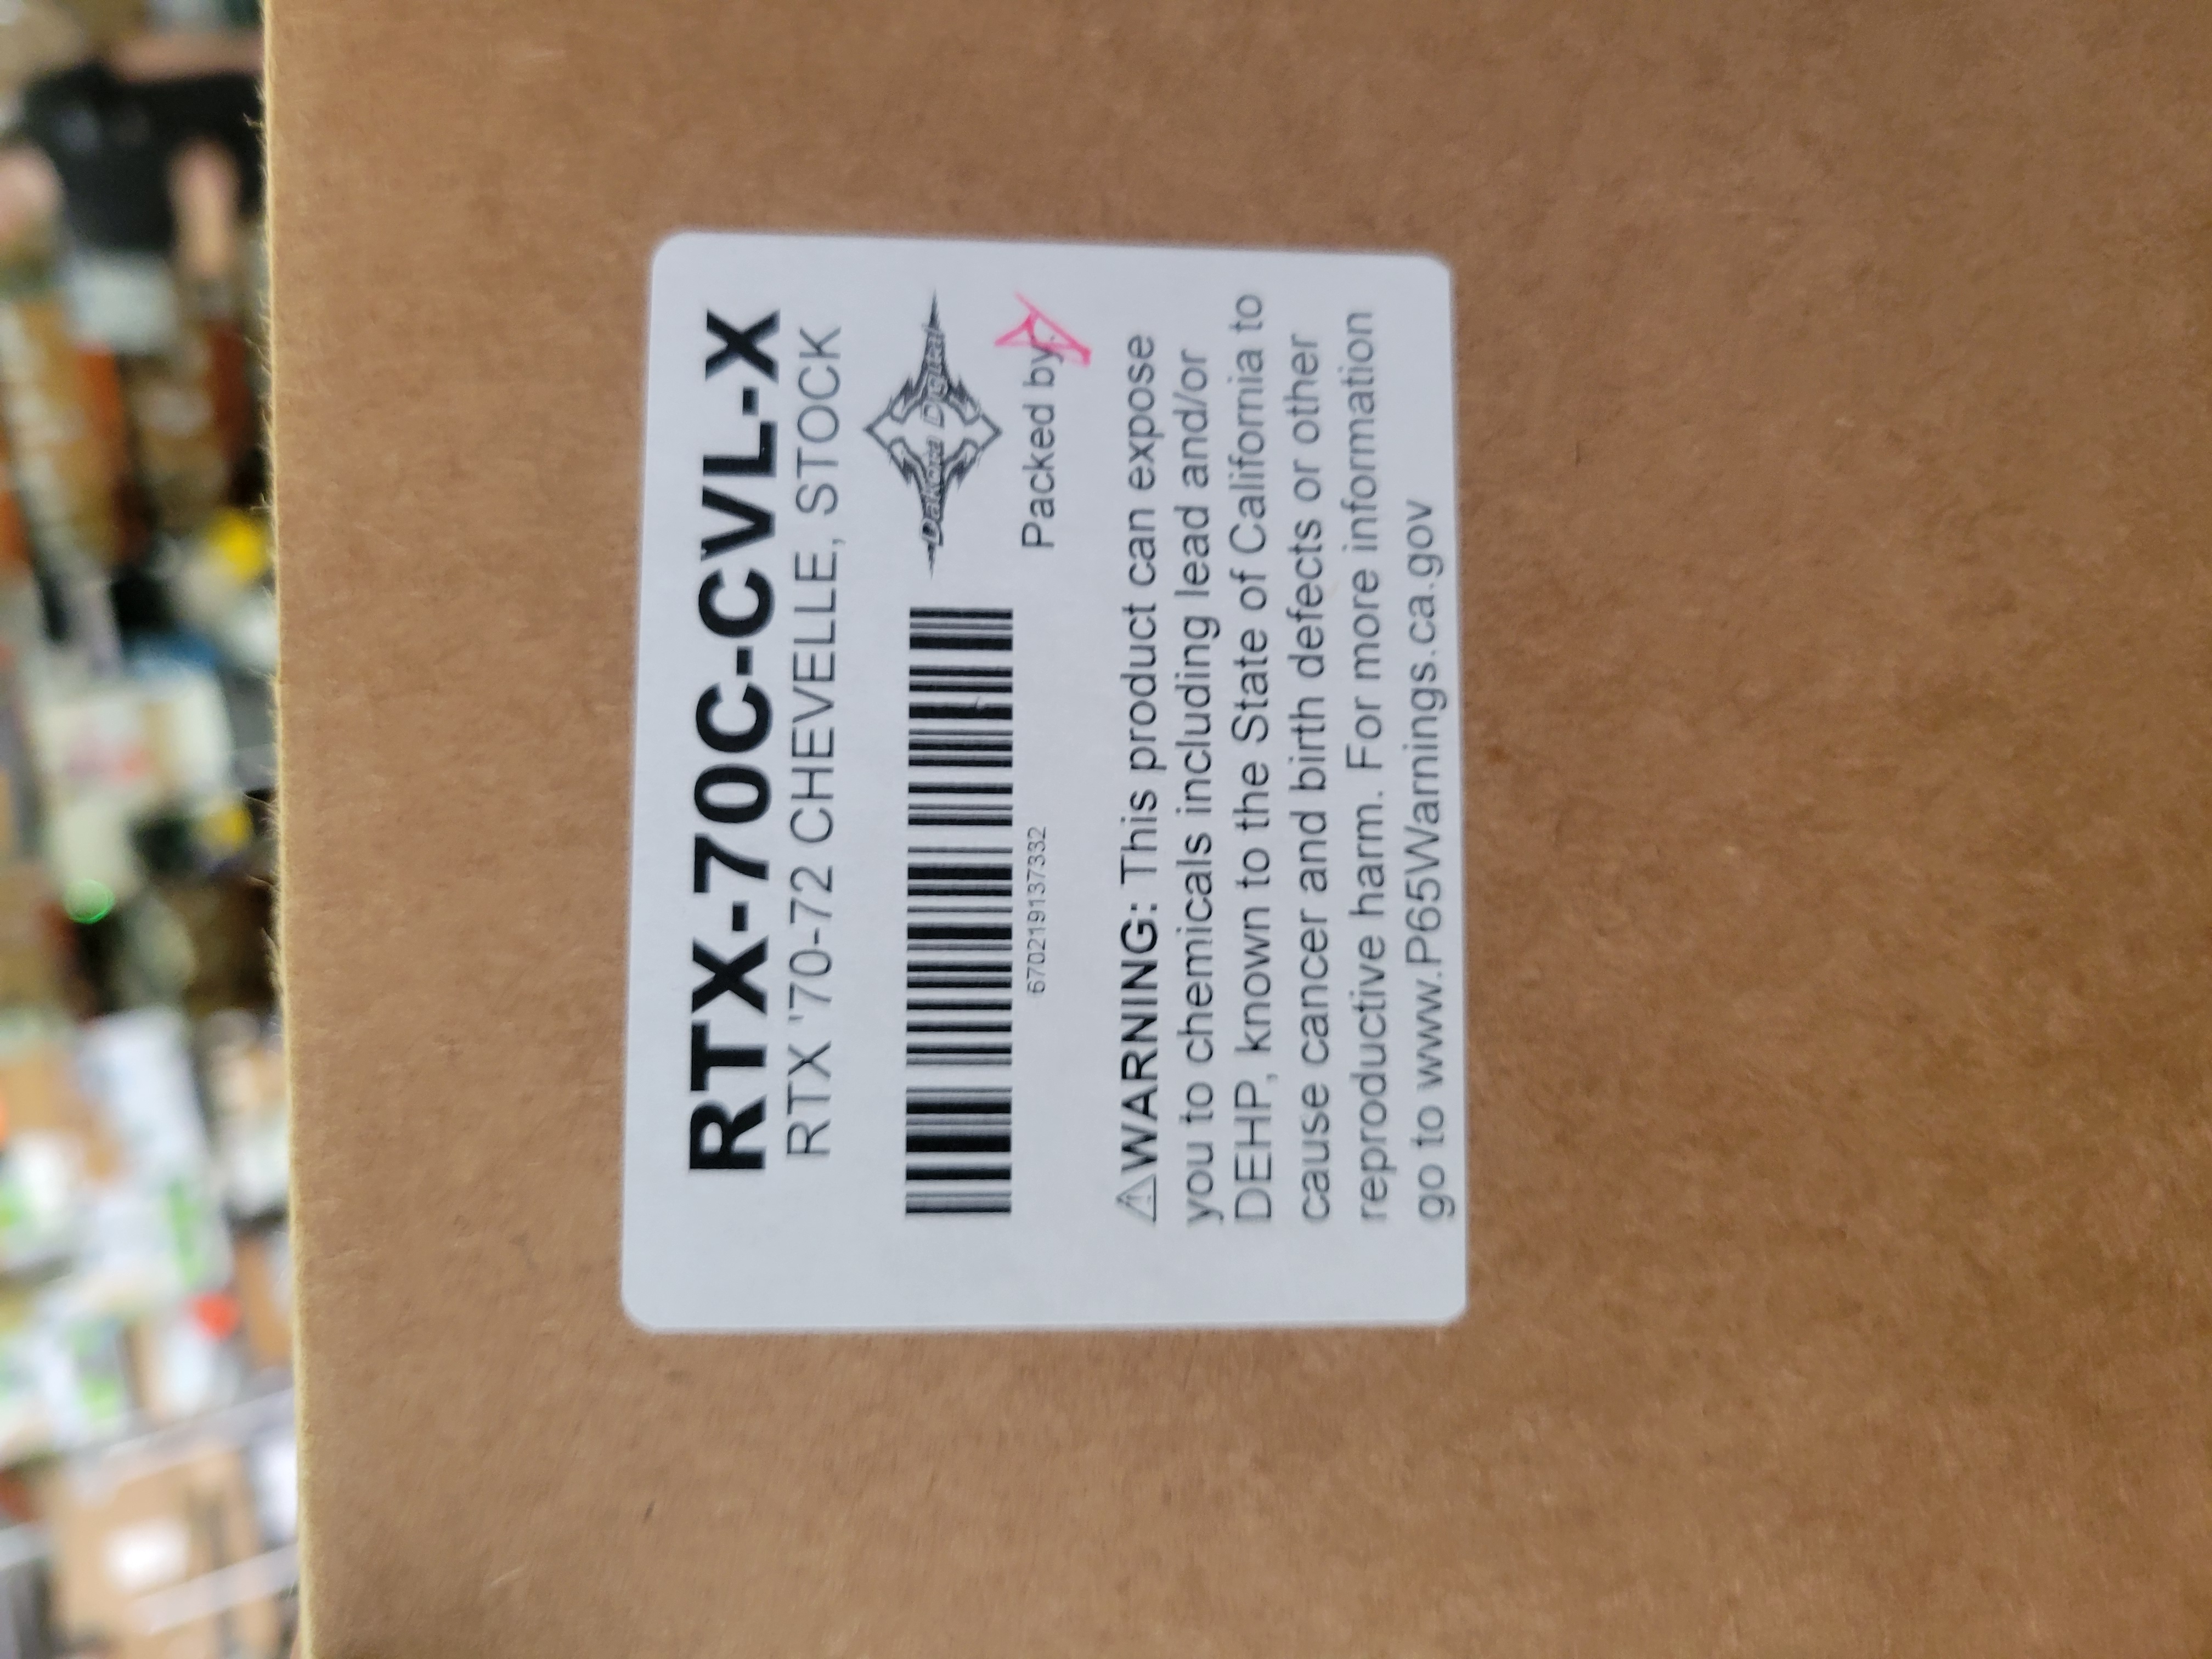 RTX-70C-CVL-X
RTX '70-72 CHEVELLE, STOCK
Dakota Digital
670219137332
Packed by:
⚠WARNING: This product can expose
you to chemicals including lead and/or
DEHP, known to the State of California to
cause cancer and birth defects or other
reproductive harm. For more information
go to www.P65Warnings.ca.gov